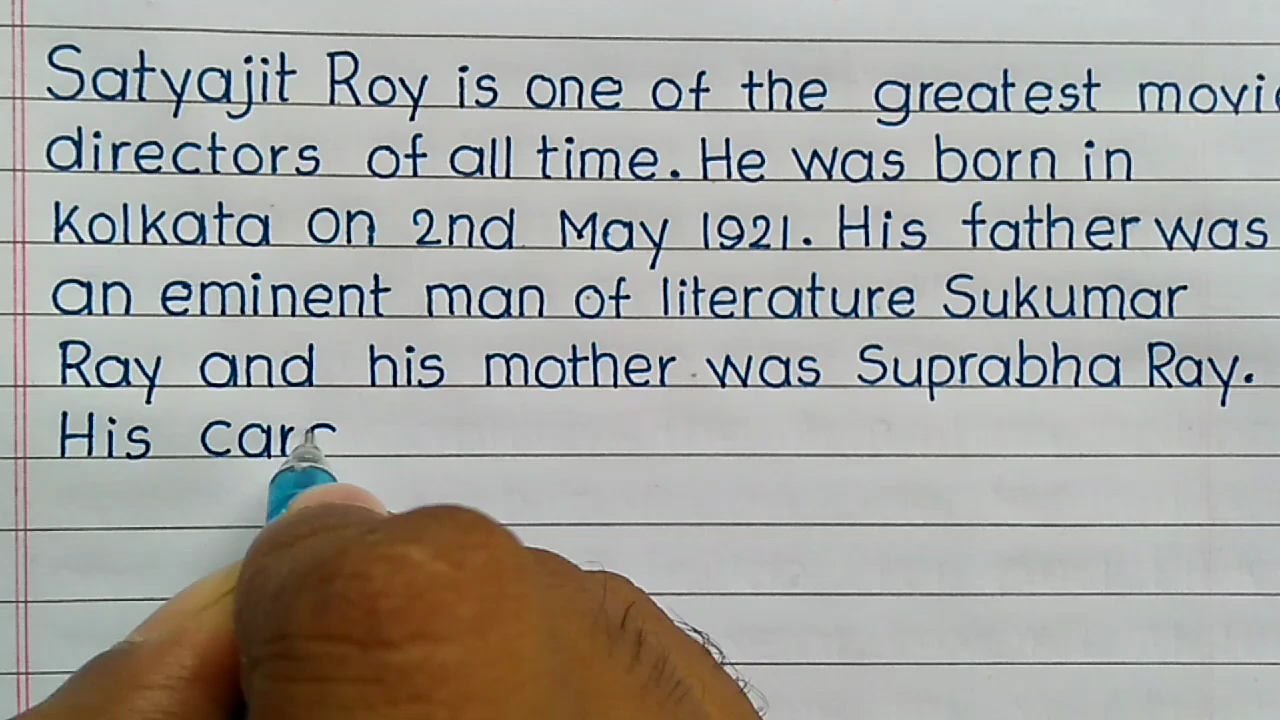 Satyajit Roy is one of the greatest movie
directors of all time. He was born in
Kolkata on 2nd May 1921. His father was
an eminent man of literature Sukumar
Ray and his mother was Suprabha Ray.
His